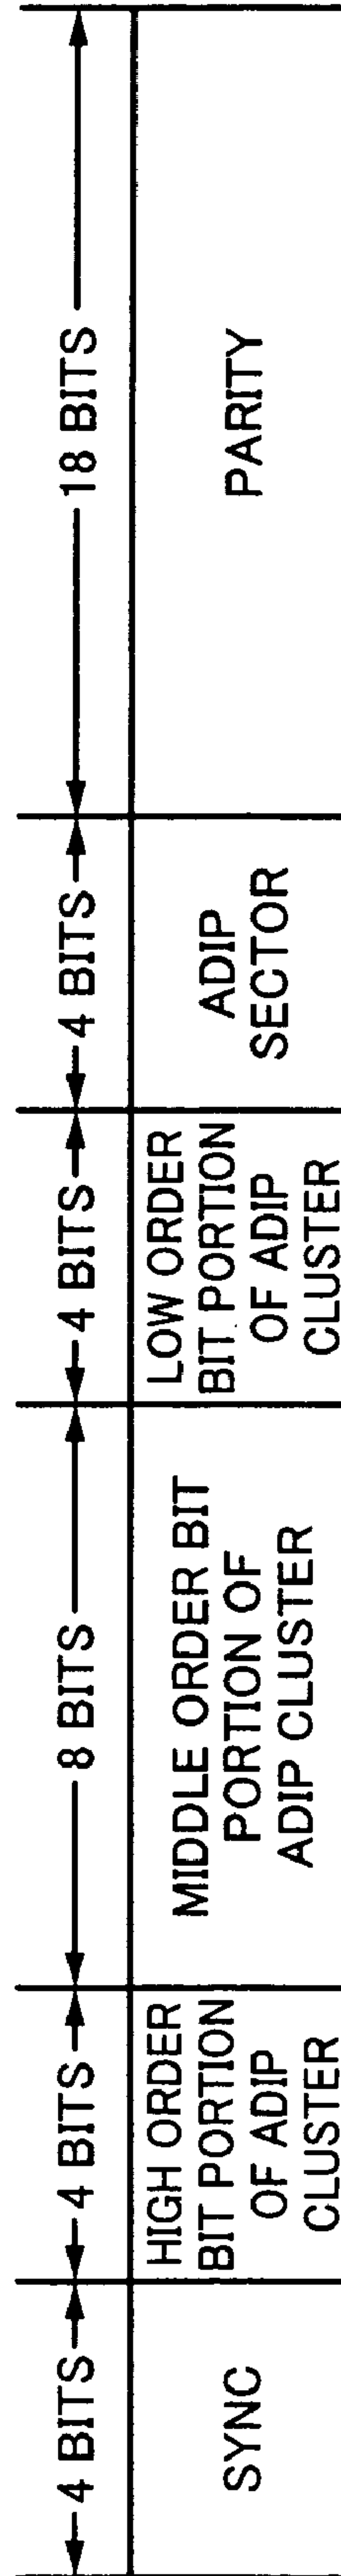 4 BITS
4 BITS
8 BITS
4 BITS
4 BITS
18 BITS
SYNC
HIGH ORDER
BIT PORTION
OF ADIP
CLUSTER
MIDDLE ORDER BIT
PORTION OF
ADIP CLUSTER
LOW ORDER
BIT PORTION
OF ADIP
CLUSTER
ADIP
SECTOR
PARITY